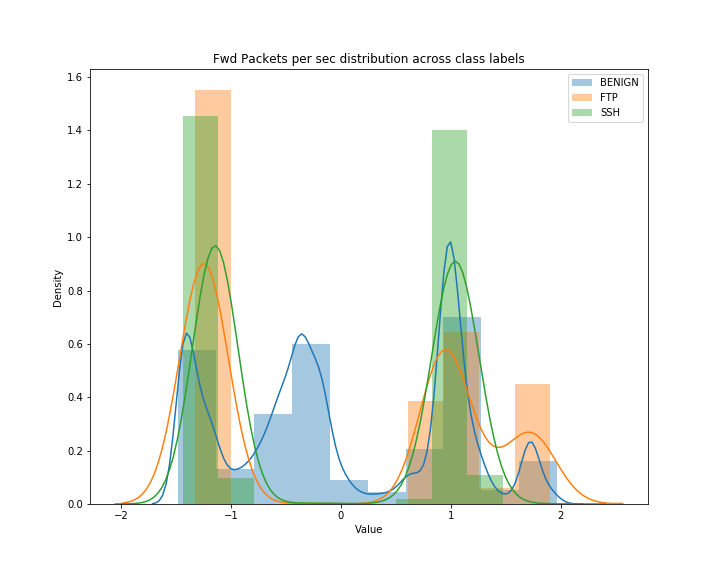 Fwd Packets per sec distribution across class labels
BENIGN
FTP
SSH
1.6
1.4
1.2
1.0
0.8
0.6
0.4
0.2
0.0
Density
−2
−1
0
1
2
Value